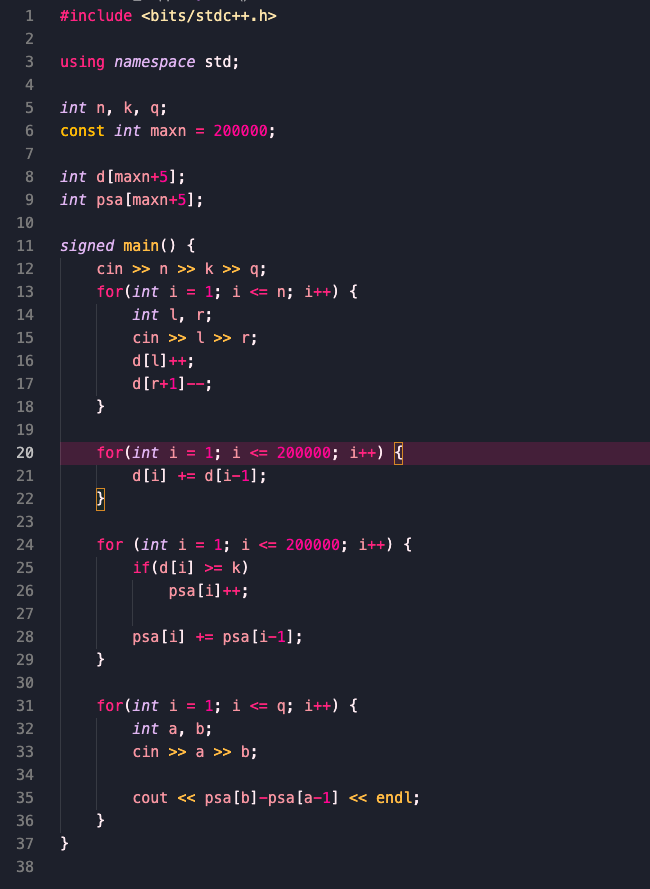 1 #include <bits/stdc++.h>
2
3 using namespace std;
4
5 int n, k, q;
6 const int maxn = 200000;
7
8 int d[maxn+5];
9 int psa[maxn+5];
10
11 signed main() {
12     cin >> n >> k >> q;
13     for(int i = 1; i <= n; i++) {
14         int l, r;
15         cin >> l >> r;
16         d[l]++;
17         d[r+1]--;
18     }
19
20     for(int i = 1; i <= 200000; i++) {
21         d[i] += d[i-1];
22     }
23
24     for (int i = 1; i <= 200000; i++) {
25         if(d[i] >= k)
26             psa[i]++;
27
28         psa[i] += psa[i-1];
29     }
30
31     for(int i = 1; i <= q; i++) {
32         int a, b;
33         cin >> a >> b;
34
35         cout << psa[b]-psa[a-1] << endl;
36     }
37 }
38